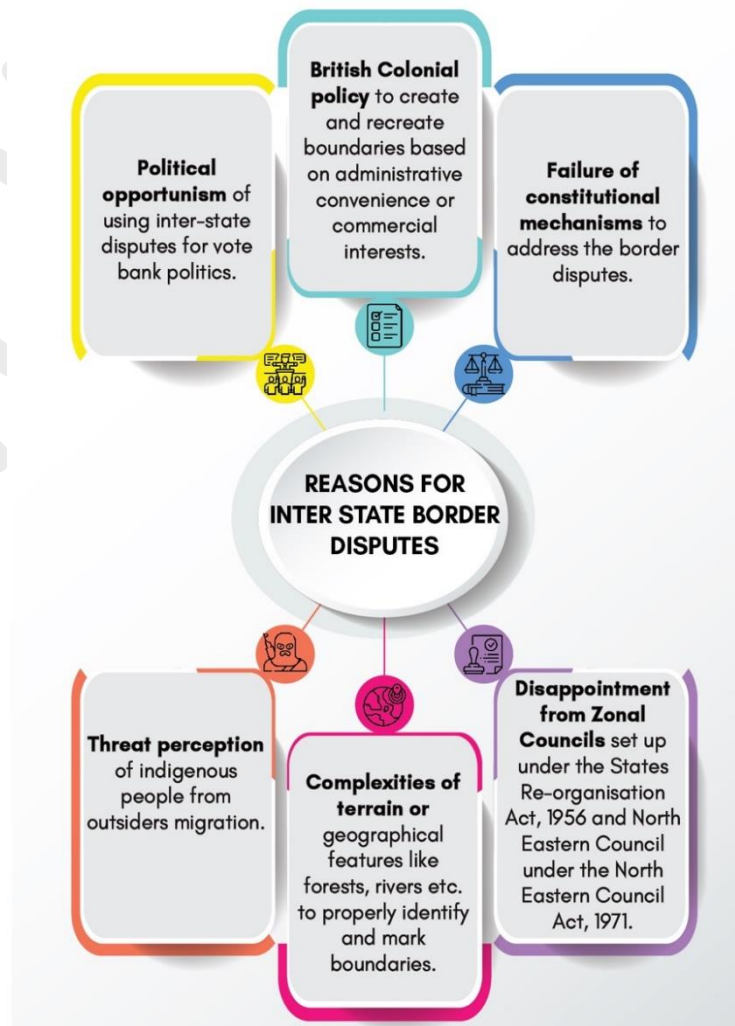 Political
opportunism of
using inter-state
disputes for vote
bank politics.
British Colonial
policy to create
and recreate
boundaries based
on administrative
convenience or
commercial
interests.
Failure of
constitutional
mechanisms to
address the border
disputes.
REASONS FOR
INTER STATE BORDER
DISPUTES
Threat perception
of indigenous
people from
outsiders migration.
Complexities of
terrain or
geographical
features like
forests, rivers etc.
to properly identify
and mark
boundaries.
Disappointment
from Zonal
Councils set up
under the States
Re-organisation
Act, 1956 and North
Eastern Council
under the North
Eastern Council
Act, 1971.